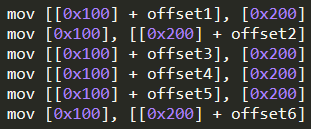 mov [[0x100] + offset1], [0x200]
mov [0x100], [[0x200] + offset2]
mov [[0x100] + offset3], [0x200]
mov [[0x100] + offset4], [0x200]
mov [[0x100] + offset5], [0x200]
mov [0x100], [[0x200] + offset6]